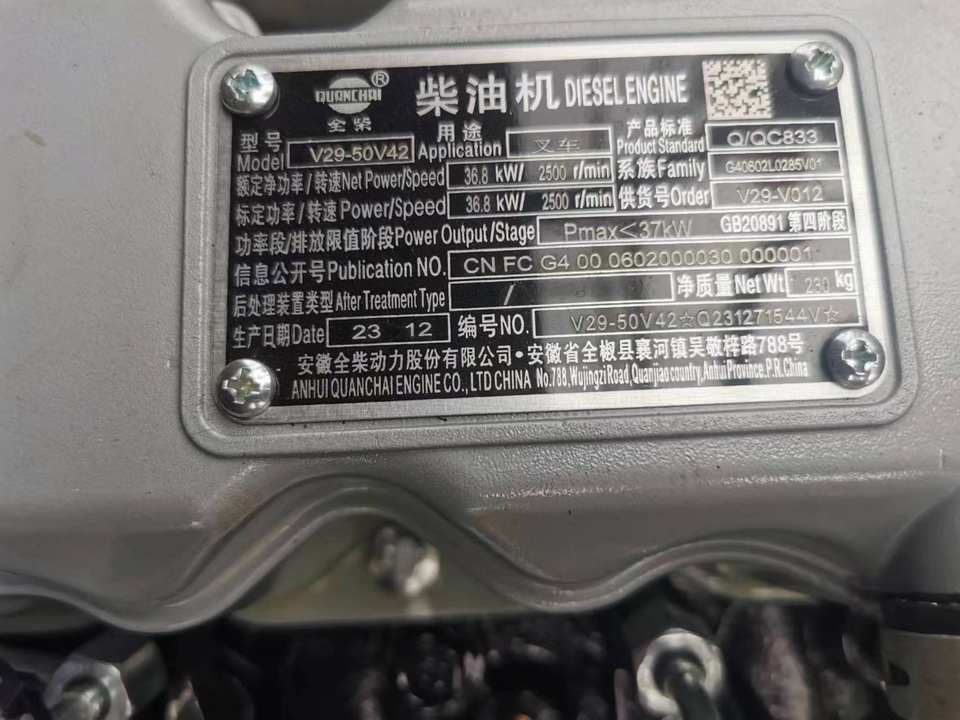 QUANCHAI ®
全柴
柴油机 DIESEL ENGINE
型号 Model V29-50V42 用途 Application 叉车 产品标准 Product Standard Q/QC833
额定净功率/转速 Net Power/Speed 36.8 kW/ 2500 r/min 系族 Family G40602L0285V01
标定功率/转速 Power/Speed 36.8 kW/ 2500 r/min 供货号 Order V29-V012
功率段/排放限值阶段 Power Output/Stage Pmax<37kW GB20891 第四阶段
信息公开号 Publication NO. CN FC G4 00 0602000030 000001
后处理装置类型 After Treatment Type / 净质量 Net Wt 230 kg
生产日期 Date 23 12 编号 NO. V29-50V42☆Q231271544V☆
安徽全柴动力股份有限公司•安徽省全椒县襄河镇吴敬梓路788号
ANHUI QUANCHAI ENGINE CO., LTD CHINA No.788, Wujingzi Road, Quanjiao country, Anhui Province. P.R. China